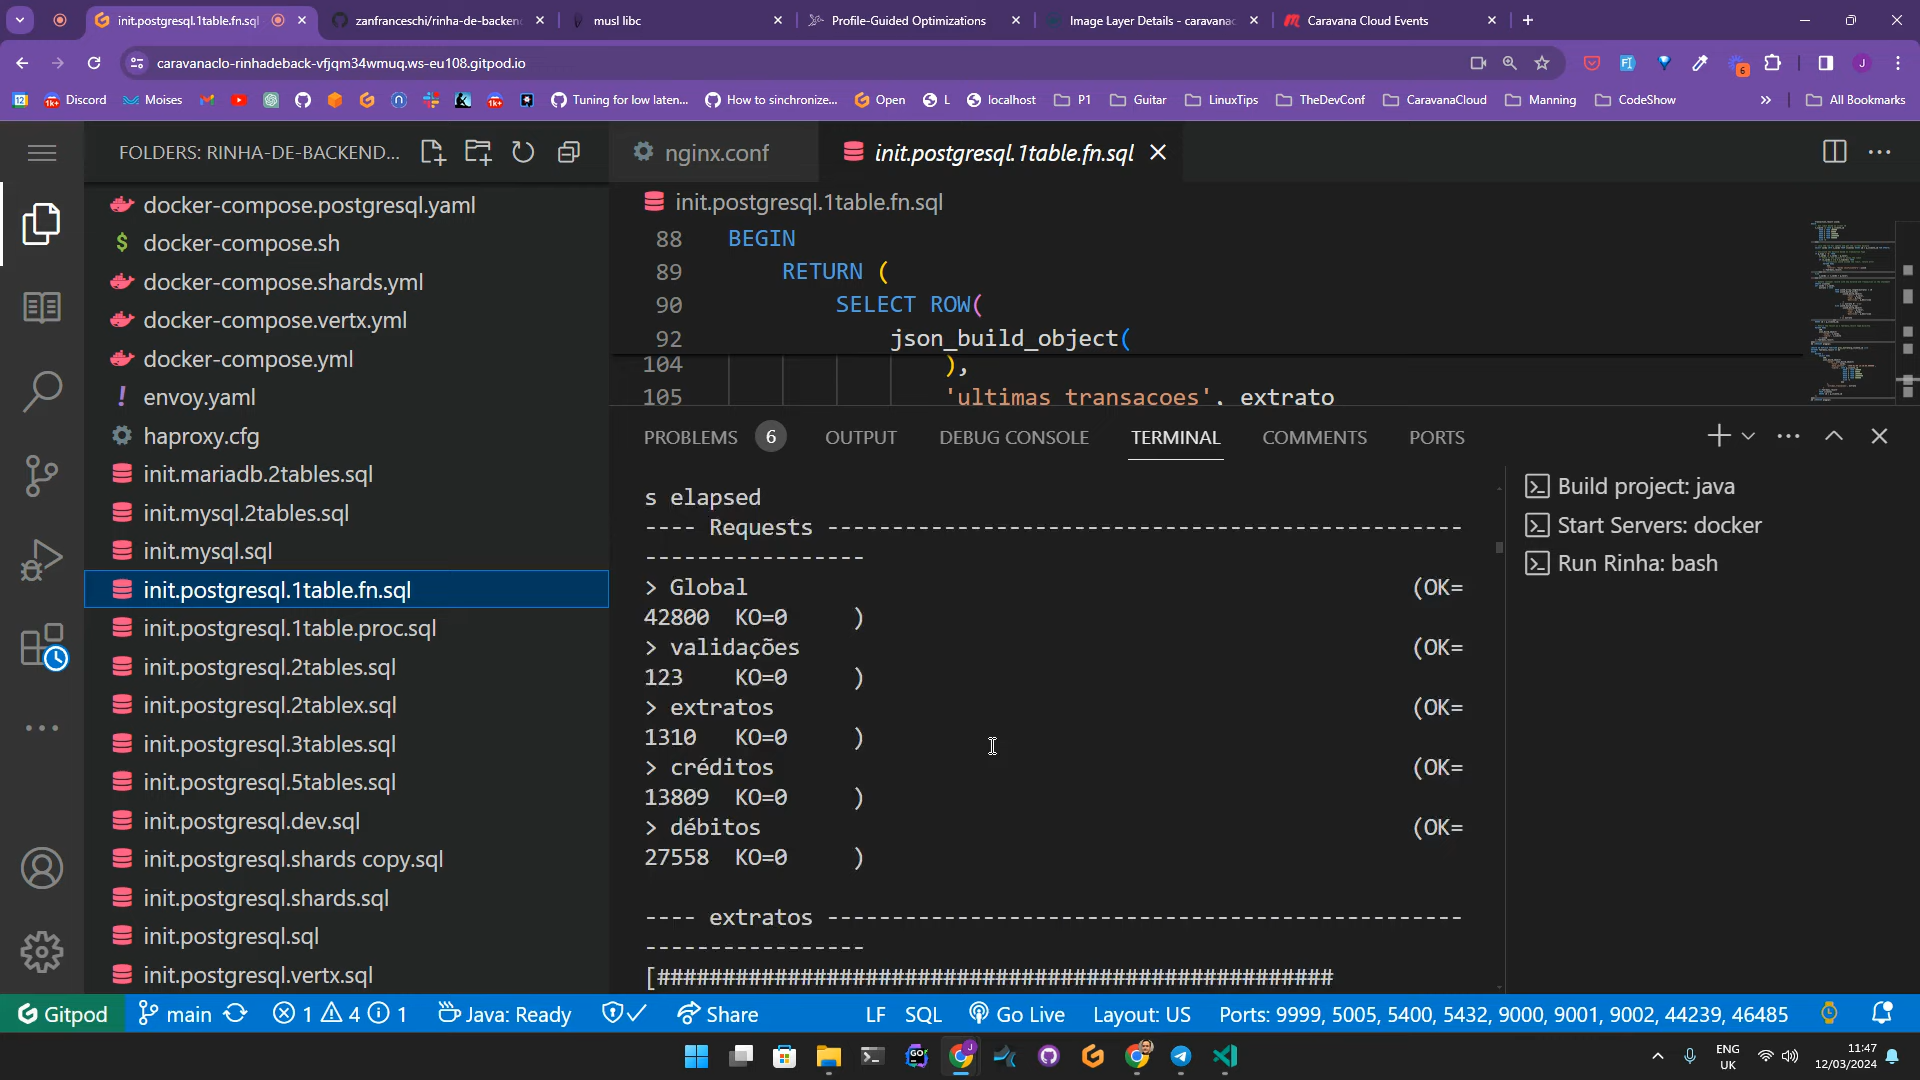 init.postgresql.1table.fn.sql
zanfranceschi/rinha-de-backen
musl libc
Profile-Guided Optimizations
Image Layer Details - caravana
Caravana Cloud Events
caravanaclo-rinhadeback-vfjqm34wmuq.ws-eu108.gitpod.io
6
J
12
Discord
Moises
Tuning for low laten...
How to sinchronize...
Open
L
localhost
P1
Guitar
LinuxTips
TheDevConf
CaravanaCloud
Manning
CodeShow
»
All Bookmarks
FOLDERS: RINHA-DE-BACKEND...
nginx.conf
init.postgresql.1table.fn.sql
docker-compose.postgresql.yaml
docker-compose.sh
docker-compose.shards.yml
docker-compose.vertx.yml
docker-compose.yml
envoy.yaml
haproxy.cfg
init.mariadb.2tables.sql
init.mysql.2tables.sql
init.mysql.sql
init.postgresql.1table.fn.sql
init.postgresql.1table.proc.sql
init.postgresql.2tables.sql
init.postgresql.2tablex.sql
init.postgresql.3tables.sql
init.postgresql.5tables.sql
init.postgresql.dev.sql
init.postgresql.shards copy.sql
init.postgresql.shards.sql
init.postgresql.sql
init.postgresql.vertx.sql
init.postgresql.1table.fn.sql
88 BEGIN
89 RETURN (
90 SELECT ROW(
92 json_build_object(
104 ),
105 'ultimas_transacoes', extrato
PROBLEMS 6 OUTPUT DEBUG CONSOLE TERMINAL COMMENTS PORTS
s elapsed
---- Requests -------------------------------------------------
-----------------
> Global (OK=
42800 KO=0 )
> validações (OK=
123 KO=0 )
> extratos (OK=
1310 KO=0 )
> créditos (OK=
13809 KO=0 )
> débitos (OK=
27558 KO=0 )
---- extratos -------------------------------------------------
-----------------
[####################################################
Build project: java
Start Servers: docker
Run Rinha: bash
Gitpod main 1 4 1 Java: Ready Share LF SQL Go Live Layout: US Ports: 9999, 5005, 5400, 5432, 9000, 9001, 9002, 44239, 46485
ENG
UK
11:47
12/03/2024